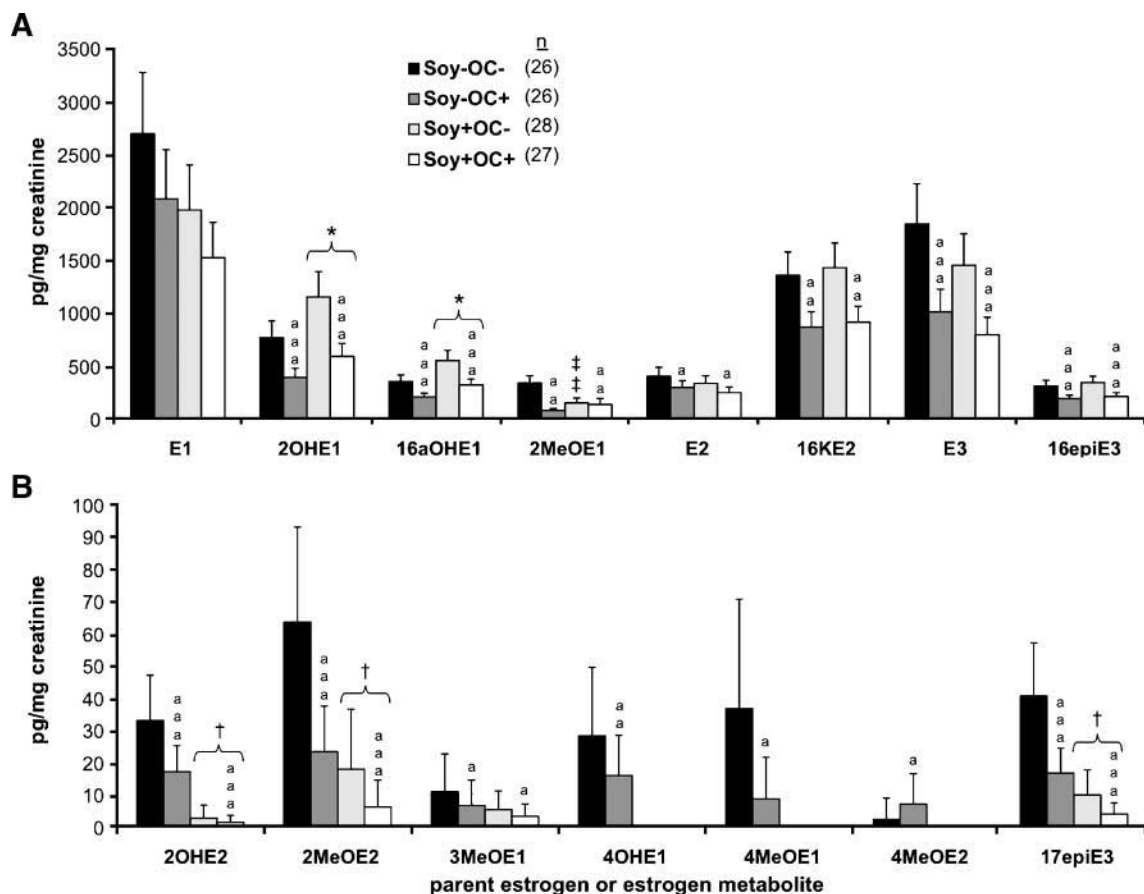 A
n
Soy-OC- (26)
Soy-OC+ (26)
Soy+OC- (28)
Soy+OC+ (27)
3500
3000
2500
2000
1500
1000
500
0
pg/mg creatinine
*
*
a a a
a a a
a a a
a a a
a a
‡ ‡
a a
a
a
a a
a a
a a a
a a a
a a a
a a a
E1 2OHE1 16aOHE1 2MeOE1 E2 16KE2 E3 16epiE3
B
100
90
80
70
60
50
40
30
20
10
0
pg/mg creatinine
a a a
†
a a a
a a a
†
a a a
a
a
a a
a
a
a a a
†
a a a
2OHE2 2MeOE2 3MeOE1 4OHE1 4MeOE1 4MeOE2 17epiE3
parent estrogen or estrogen metabolite